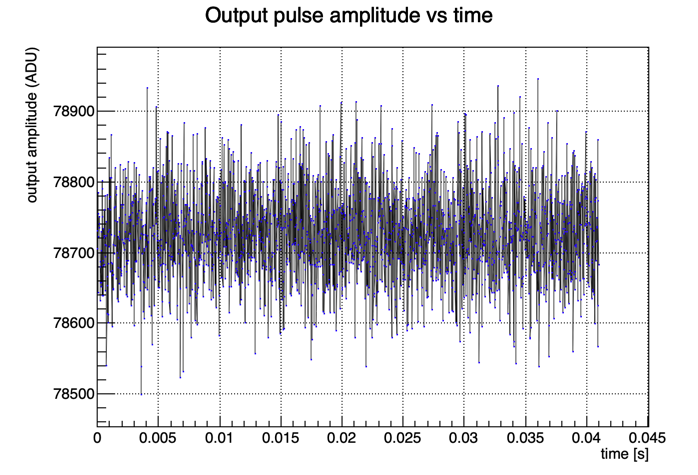 Output pulse amplitude vs time
output amplitude (ADU)
78900
78800
78700
78600
78500
0 0.005 0.01 0.015 0.02 0.025 0.03 0.035 0.04 0.045
time [s]